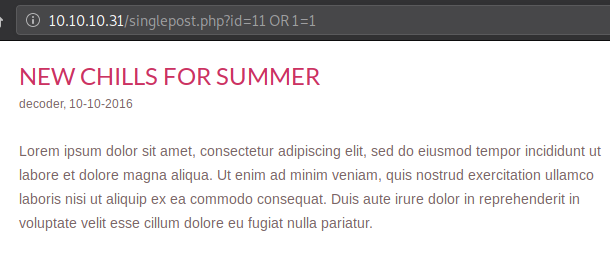 10.10.10.31/singlepost.php?id=11 OR 1=1
NEW CHILLS FOR SUMMER
decoder, 10-10-2016
Lorem ipsum dolor sit amet, consectetur adipiscing elit, sed do eiusmod tempor incididunt ut
labore et dolore magna aliqua. Ut enim ad minim veniam, quis nostrud exercitation ullamco
laboris nisi ut aliquip ex ea commodo consequat. Duis aute irure dolor in reprehenderit in
voluptate velit esse cillum dolore eu fugiat nulla pariatur.